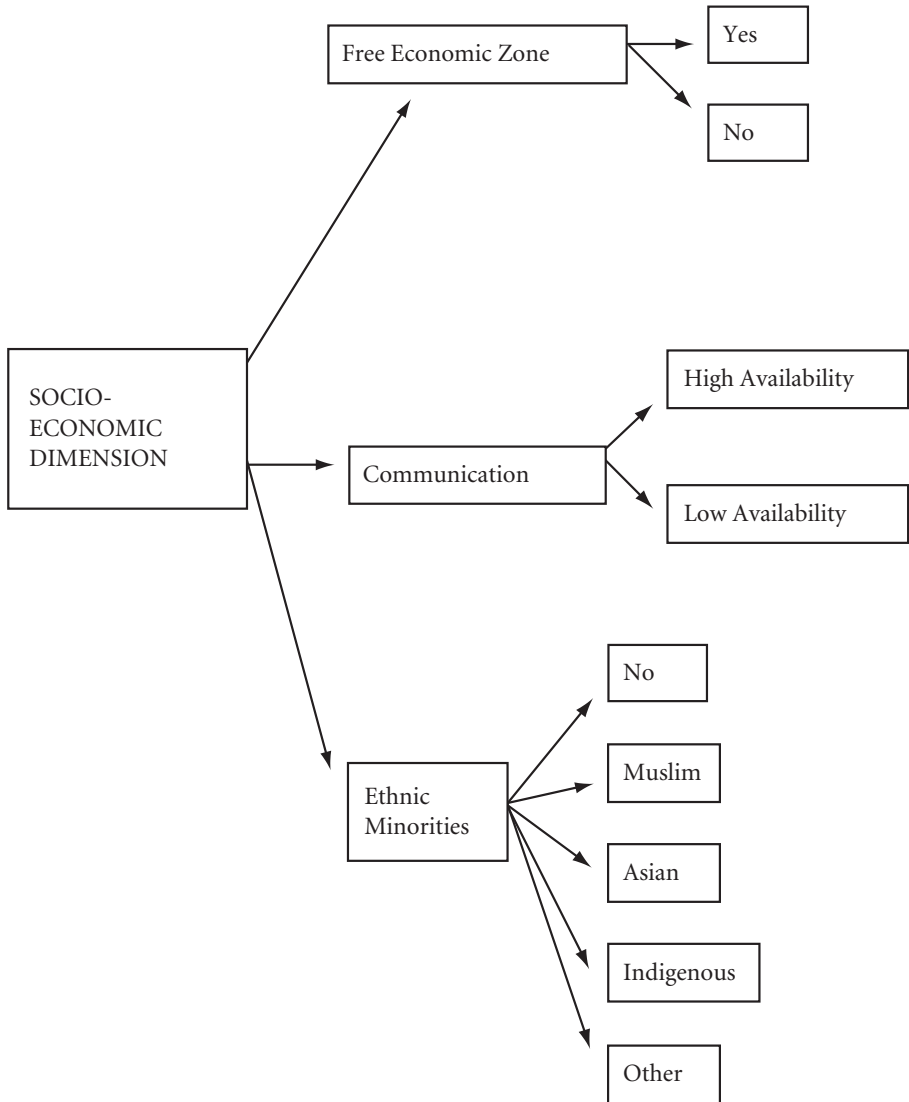 Free Economic Zone
Yes
No
SOCIO-
ECONOMIC
DIMENSION
Communication
High Availability
Low Availability
Ethnic
Minorities
No
Muslim
Asian
Indigenous
Other